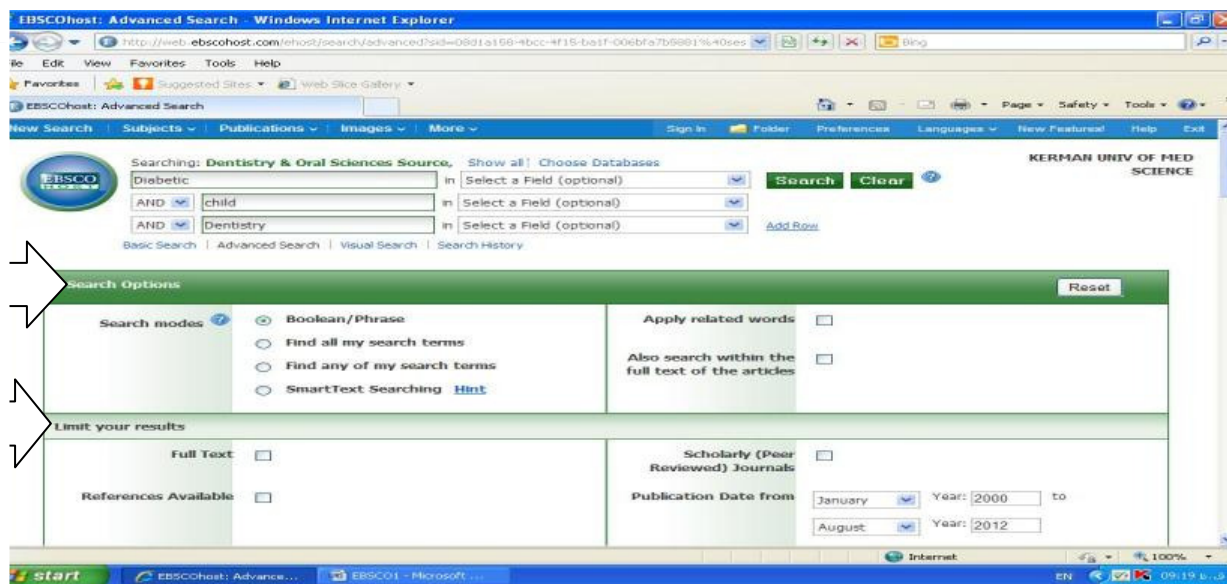 EBSCOhost: Advanced Search - Windows Internet Explorer
Bing
Edit View Favorites Tools Help
Favorites Suggested Sites Web Slice Gallery
EBSCOhost: Advanced Search Page Safety Tools
New Search Subjects Publications Images More Sign In Folder Preferences Languages New Features! Help Exit
KERMAN UNIV OF MED SCIENCE
EBSCO HOST
Searching: Dentistry & Oral Sciences Source, Show all Choose Databases
Diabetic in Select a Field (optional) Search Clear
AND child in Select a Field (optional)
AND Dentistry in Select a Field (optional) Add Row
Basic Search | Advanced Search | Visual Search | Search History
Search Options Reset
Search modes Boolean/Phrase Apply related words
Find all my search terms
Find any of my search terms Also search within the full text of the articles
SmartText Searching Hint
Limit your results
Full Text Scholarly (Peer Reviewed) Journals
References Available Publication Date from January Year: 2000 to
August Year: 2012
Internet 100%
start EBSCOhost: Advance... EBSCO1 - Microsoft ... EN 09:19